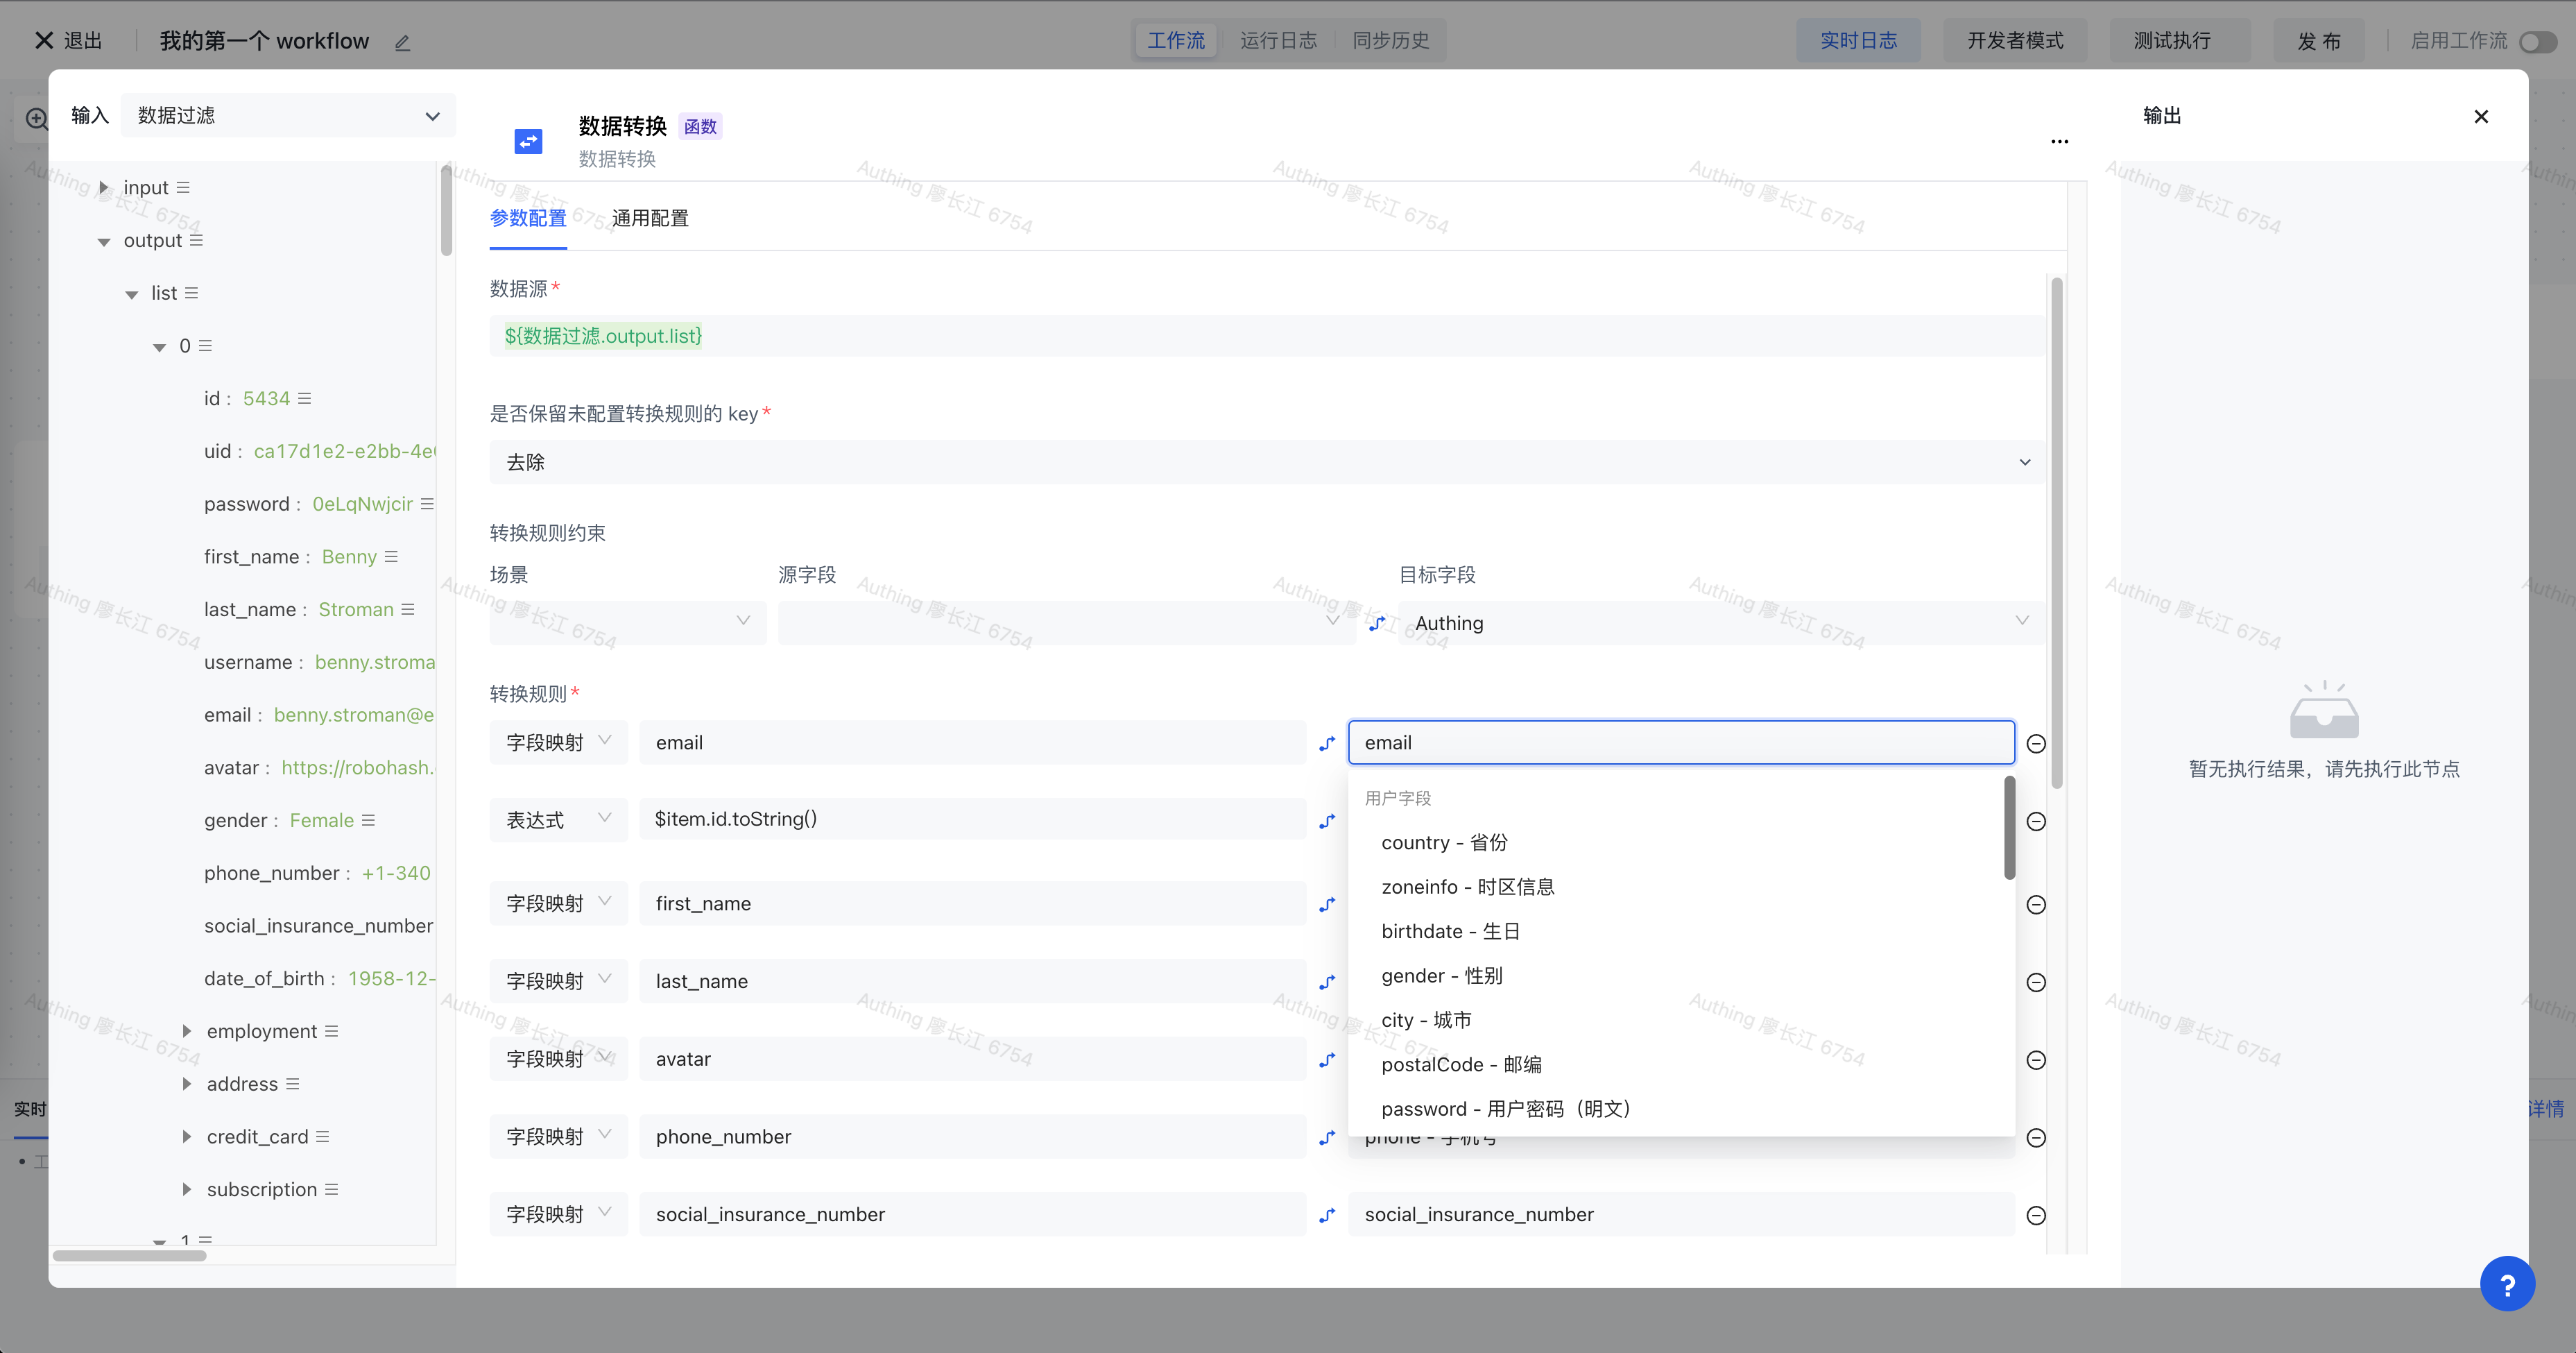 退出
我的第一个 workflow
工作流
运行日志
同步历史
实时日志
开发者模式
测试执行
发 布
启用工作流
输入
数据过滤
input
output
list
0
id : 5434
uid : ca17d1e2-e2bb-4e
password : 0eLqNwjcir
first_name : Benny
last_name : Stroman
username : benny.stroma
email : benny.stroman@e
avatar : https://robohash.
gender : Female
phone_number : +1-340
social_insurance_number
date_of_birth : 1958-12-
employment
address
credit_card
subscription
1
数据转换 函数
数据转换
参数配置
通用配置
数据源*
${数据过滤.output.list}
是否保留未配置转换规则的 key*
去除
转换规则约束
场景
源字段
目标字段
Authing
转换规则*
字段映射
email
email
表达式
$item.id.toString()
字段映射
first_name
字段映射
last_name
字段映射
avatar
字段映射
phone_number
phone - 手机号
字段映射
social_insurance_number
social_insurance_number
用户字段
country - 省份
zoneinfo - 时区信息
birthdate - 生日
gender - 性别
city - 城市
postalCode - 邮编
password - 用户密码（明文）
输出
暂无执行结果，请先执行此节点
实时
详情
Authing 廖长江 6754